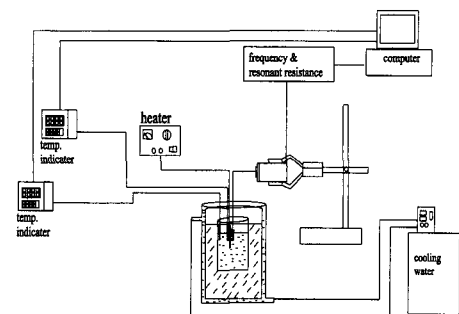 frequency &
resonant resistance
computer
heater
temp.
indicater
temp.
indicater
cooling
water